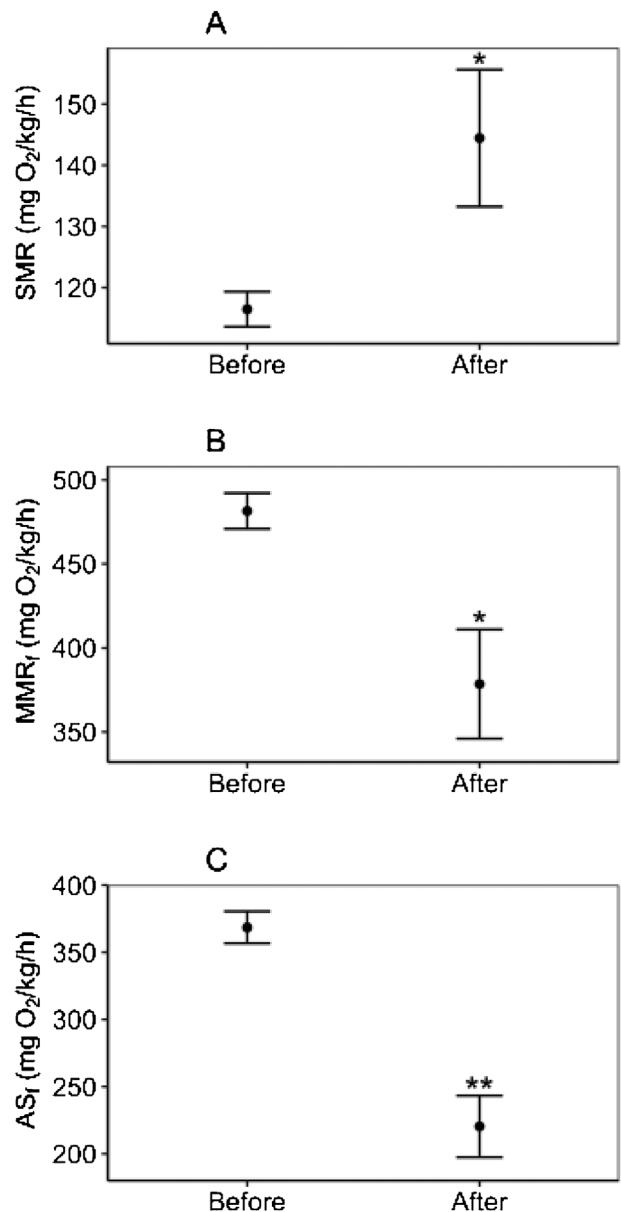 A
SMR (mg O₂/kg/h)
150
140
130
120
*
Before After
B
MMRf (mg O₂/kg/h)
500
450
400
350
*
Before After
C
ASf (mg O₂/kg/h)
400
350
300
250
200
**
Before After